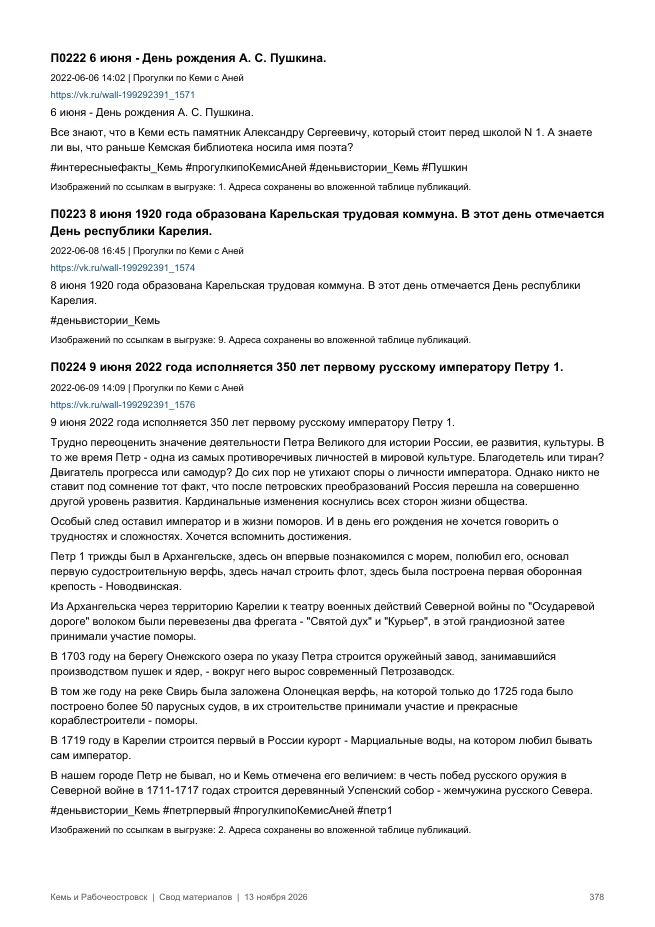 П0222 6 июня - День рождения А. С. Пушкина.
2022-06-06 14:02 | Прогулки по Кеми с Аней
https://vk.ru/wall-199292391_1571
6 июня - День рождения А. С. Пушкина.
Все знают, что в Кеми есть памятник Александру Сергеевичу, который стоит перед школой N 1. А знаете
ли вы, что раньше Кемская библиотека носила имя поэта?
#интересныефакты_Кемь #прогулкипоКемисАней #деньвистории_Кемь #Пушкин
Изображений по ссылкам в выгрузке: 1. Адреса сохранены во вложенной таблице публикаций.
П0223 8 июня 1920 года образована Карельская трудовая коммуна. В этот день отмечается
День республики Карелия.
2022-06-08 16:45 | Прогулки по Кеми с Аней
https://vk.ru/wall-199292391_1574
8 июня 1920 года образована Карельская трудовая коммуна. В этот день отмечается День республики
Карелия.
#деньвистории_Кемь
Изображений по ссылкам в выгрузке: 9. Адреса сохранены во вложенной таблице публикаций.
П0224 9 июня 2022 года исполняется 350 лет первому русскому императору Петру 1.
2022-06-09 14:09 | Прогулки по Кеми с Аней
https://vk.ru/wall-199292391_1576
9 июня 2022 года исполняется 350 лет первому русскому императору Петру 1.
Трудно переоценить значение деятельности Петра Великого для истории России, ее развития, культуры. В
то же время Петр - одна из самых противоречивых личностей в мировой культуре. Благодетель или тиран?
Двигатель прогресса или самодур? До сих пор не утихают споры о личности императора. Однако никто не
ставит под сомнение тот факт, что после петровских преобразований Россия перешла на совершенно
другой уровень развития. Кардинальные изменения коснулись всех сторон жизни общества.
Особый след оставил император и в жизни поморов. И в день его рождения не хочется говорить о
трудностях и сложностях. Хочется вспомнить достижения.
Петр 1 трижды был в Архангельске, здесь он впервые познакомился с морем, полюбил его, основал
первую судостроительную верфь, здесь начал строить флот, здесь была построена первая оборонная
крепость - Новодвинская.
Из Архангельска через территорию Карелии к театру военных действий Северной войны по "Осударевой
дороге" волоком были перевезены два фрегата - "Святой дух" и "Курьер", в этой грандиозной затее
принимали участие поморы.
В 1703 году на берегу Онежского озера по указу Петра строится оружейный завод, занимавшийся
производством пушек и ядер, - вокруг него вырос современный Петрозаводск.
В том же году на реке Свирь была заложена Олонецкая верфь, на которой только до 1725 года было
построено более 50 парусных судов, в их строительстве принимали участие и прекрасные
кораблестроители - поморы.
В 1719 году в Карелии строится первый в России курорт - Марциальные воды, на котором любил бывать
сам император.
В нашем городе Петр не бывал, но и Кемь отмечена его величием: в честь побед русского оружия в
Северной войне в 1711-1717 годах строится деревянный Успенский собор - жемчужина русского Севера.
#деньвистории_Кемь #петрпервый #прогулкипоКемисАней #петр1
Изображений по ссылкам в выгрузке: 2. Адреса сохранены во вложенной таблице публикаций.
Кемь и Рабочеостровск | Свод материалов | 13 ноября 2026
378